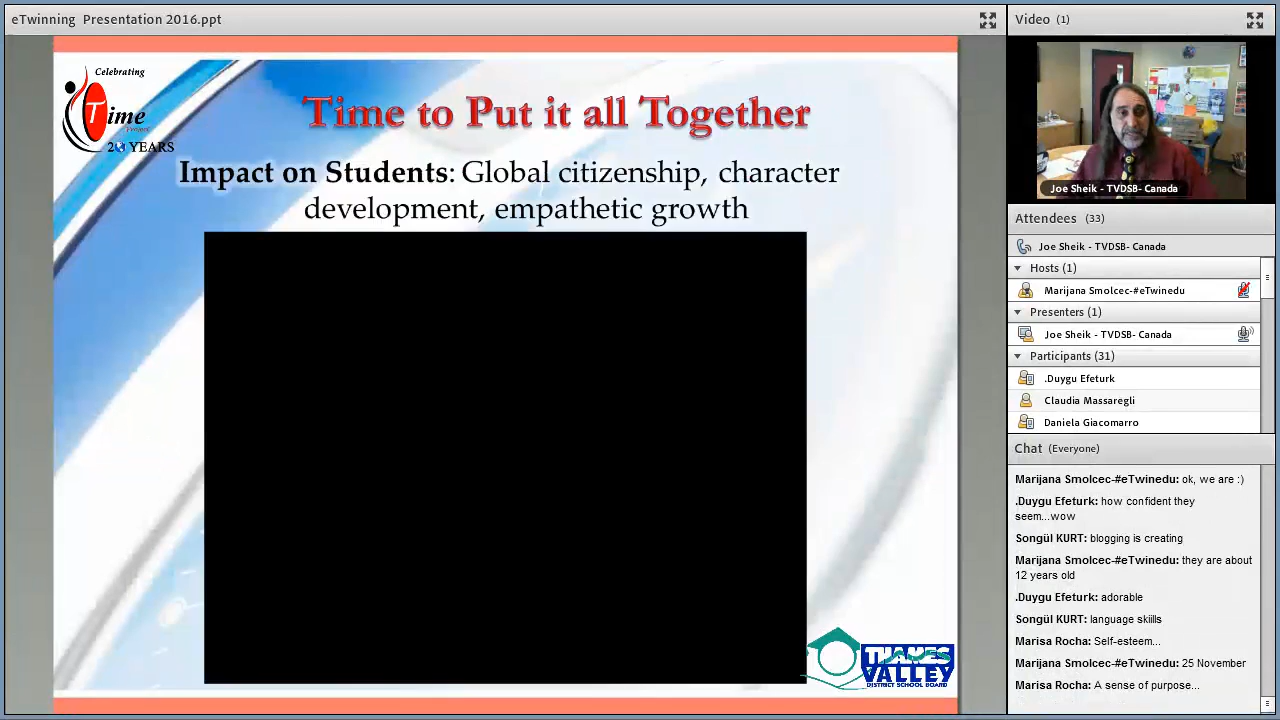 eTwinning Presentation 2016.ppt
Celebrating
Time
Project
20 YEARS
Time to Put it all Together
Impact on Students: Global citizenship, character
development, empathetic growth
THAMES
VALLEY
DISTRICT SCHOOL BOARD
Video (1)
Joe Sheik - TVDSB- Canada
Attendees (33)
Joe Sheik - TVDSB- Canada
Hosts (1)
Marijana Smolcec-#eTwinedu
Presenters (1)
Joe Sheik - TVDSB- Canada
Participants (31)
.Duygu Efeturk
Claudia Massaregli
Daniela Giacomarro
Chat (Everyone)
Marijana Smolcec-#eTwinedu: ok, we are :)
.Duygu Efeturk: how confident they
seem...wow
Songül KURT: blogging is creating
Marijana Smolcec-#eTwinedu: they are about
12 years old
.Duygu Efeturk: adorable
Songül KURT: language skiills
Marisa Rocha: Self-esteem...
Marijana Smolcec-#eTwinedu: 25 November
Marisa Rocha: A sense of purpose...